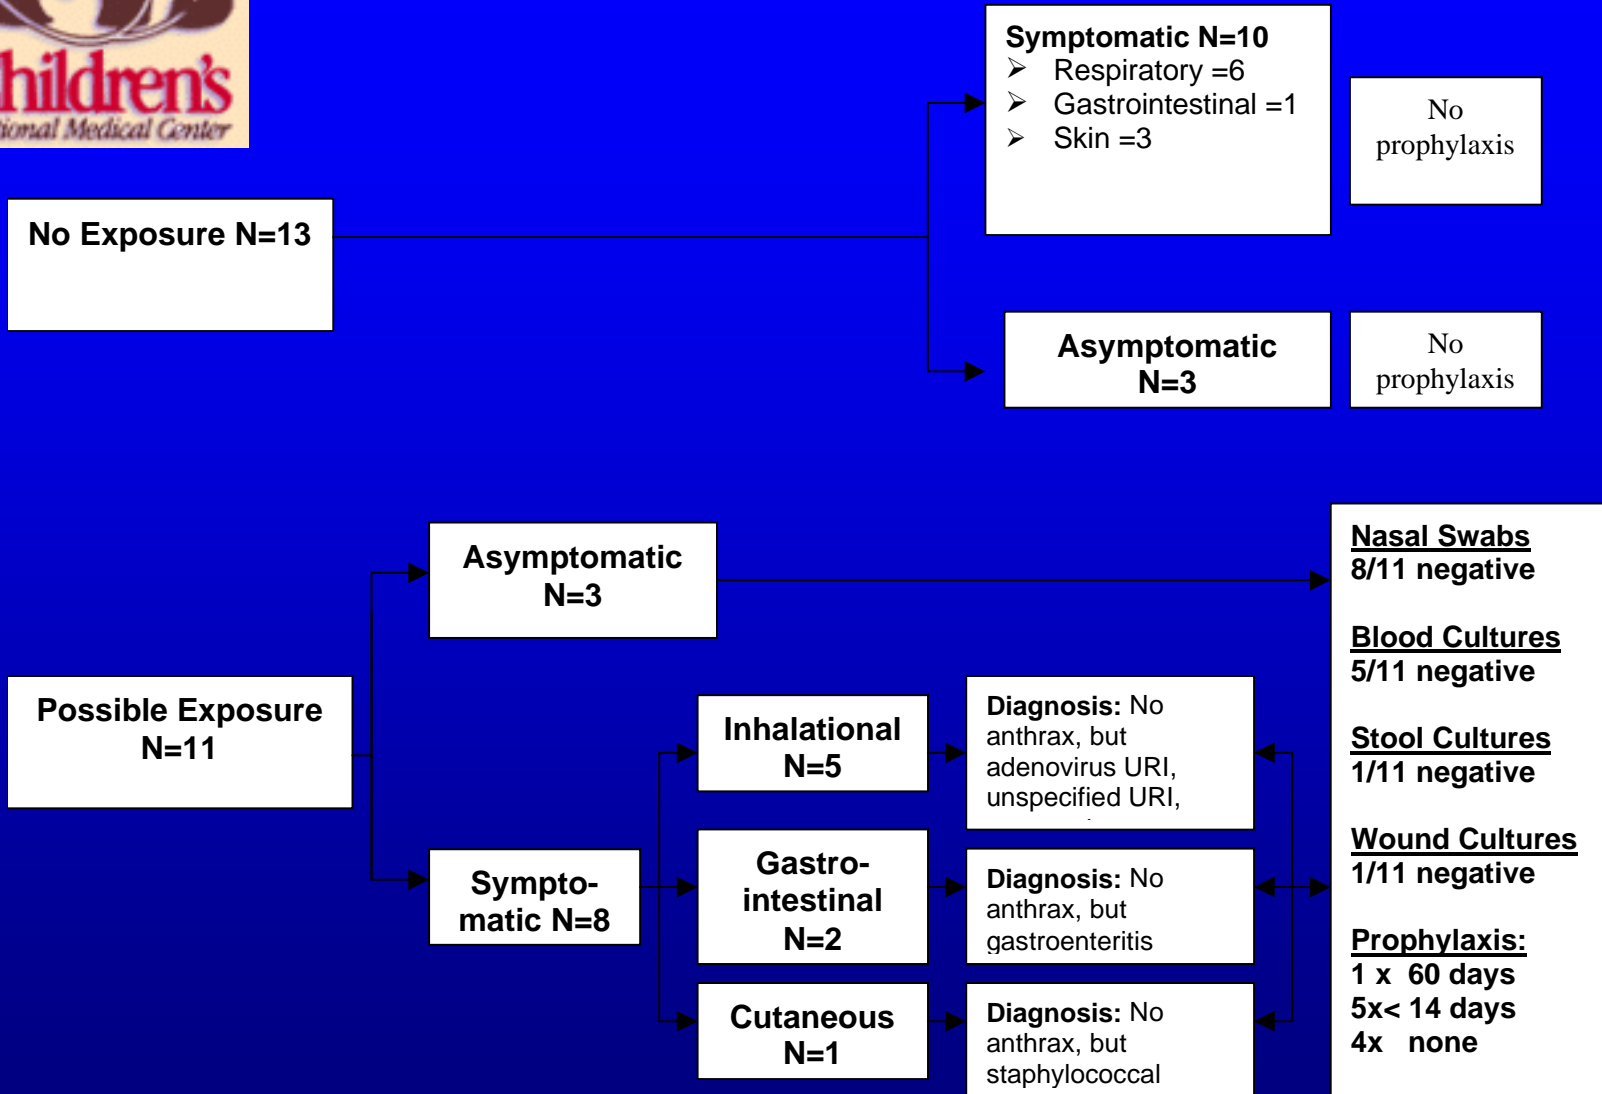 hildren's
tional Medical Center
Symptomatic N=10
➢ Respiratory =6
➢ Gastrointestinal =1
➢ Skin =3
No
prophylaxis
No Exposure N=13
Asymptomatic
N=3
No
prophylaxis
Asymptomatic
N=3
Possible Exposure
N=11
Sympto-
matic N=8
Inhalational
N=5
Gastro-
intestinal
N=2
Cutaneous
N=1
Diagnosis: No
anthrax, but
adenovirus URI,
unspecified URI,
Diagnosis: No
anthrax, but
gastroenteritis
Diagnosis: No
anthrax, but
staphylococcal
Nasal Swabs
8/11 negative
Blood Cultures
5/11 negative
Stool Cultures
1/11 negative
Wound Cultures
1/11 negative
Prophylaxis:
1 x 60 days
5x< 14 days
4x none